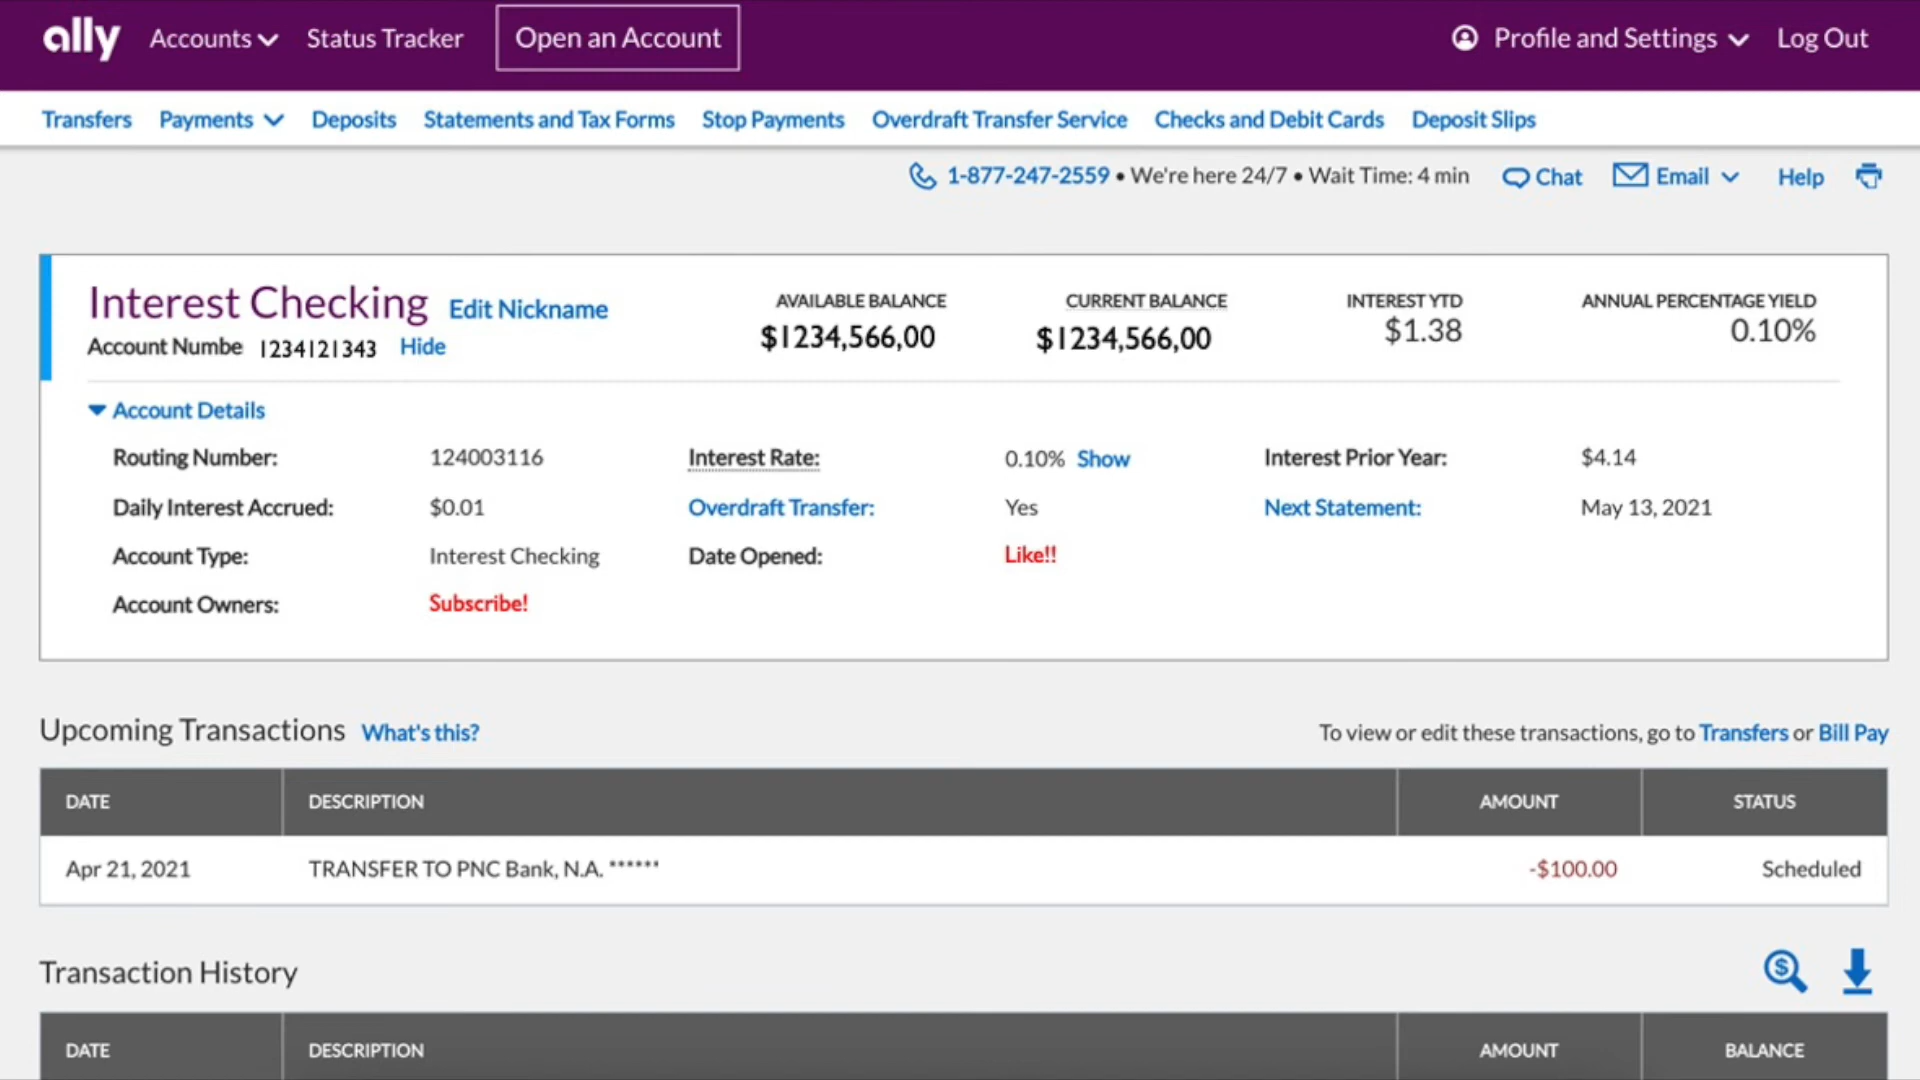 ally Accounts Status Tracker Open an Account Profile and Settings Log Out
Transfers Payments Deposits Statements and Tax Forms Stop Payments Overdraft Transfer Service Checks and Debit Cards Deposit Slips
1-877-247-2559 • We're here 24/7 • Wait Time: 4 min Chat Email Help
Interest Checking Edit Nickname AVAILABLE BALANCE CURRENT BALANCE INTEREST YTD ANNUAL PERCENTAGE YIELD
$1234,566,00 $1234,566,00 $1.38 0.10%
Account Numbe 1234121343 Hide
Account Details
Routing Number: 124003116 Interest Rate: 0.10% Show Interest Prior Year: $4.14
Daily Interest Accrued: $0.01 Overdraft Transfer: Yes Next Statement: May 13, 2021
Account Type: Interest Checking Date Opened: Like!!
Account Owners: Subscribe!
Upcoming Transactions What's this? To view or edit these transactions, go to Transfers or Bill Pay
DATE DESCRIPTION AMOUNT STATUS
Apr 21, 2021 TRANSFER TO PNC Bank, N.A. ****** -$100.00 Scheduled
Transaction History
DATE DESCRIPTION AMOUNT BALANCE